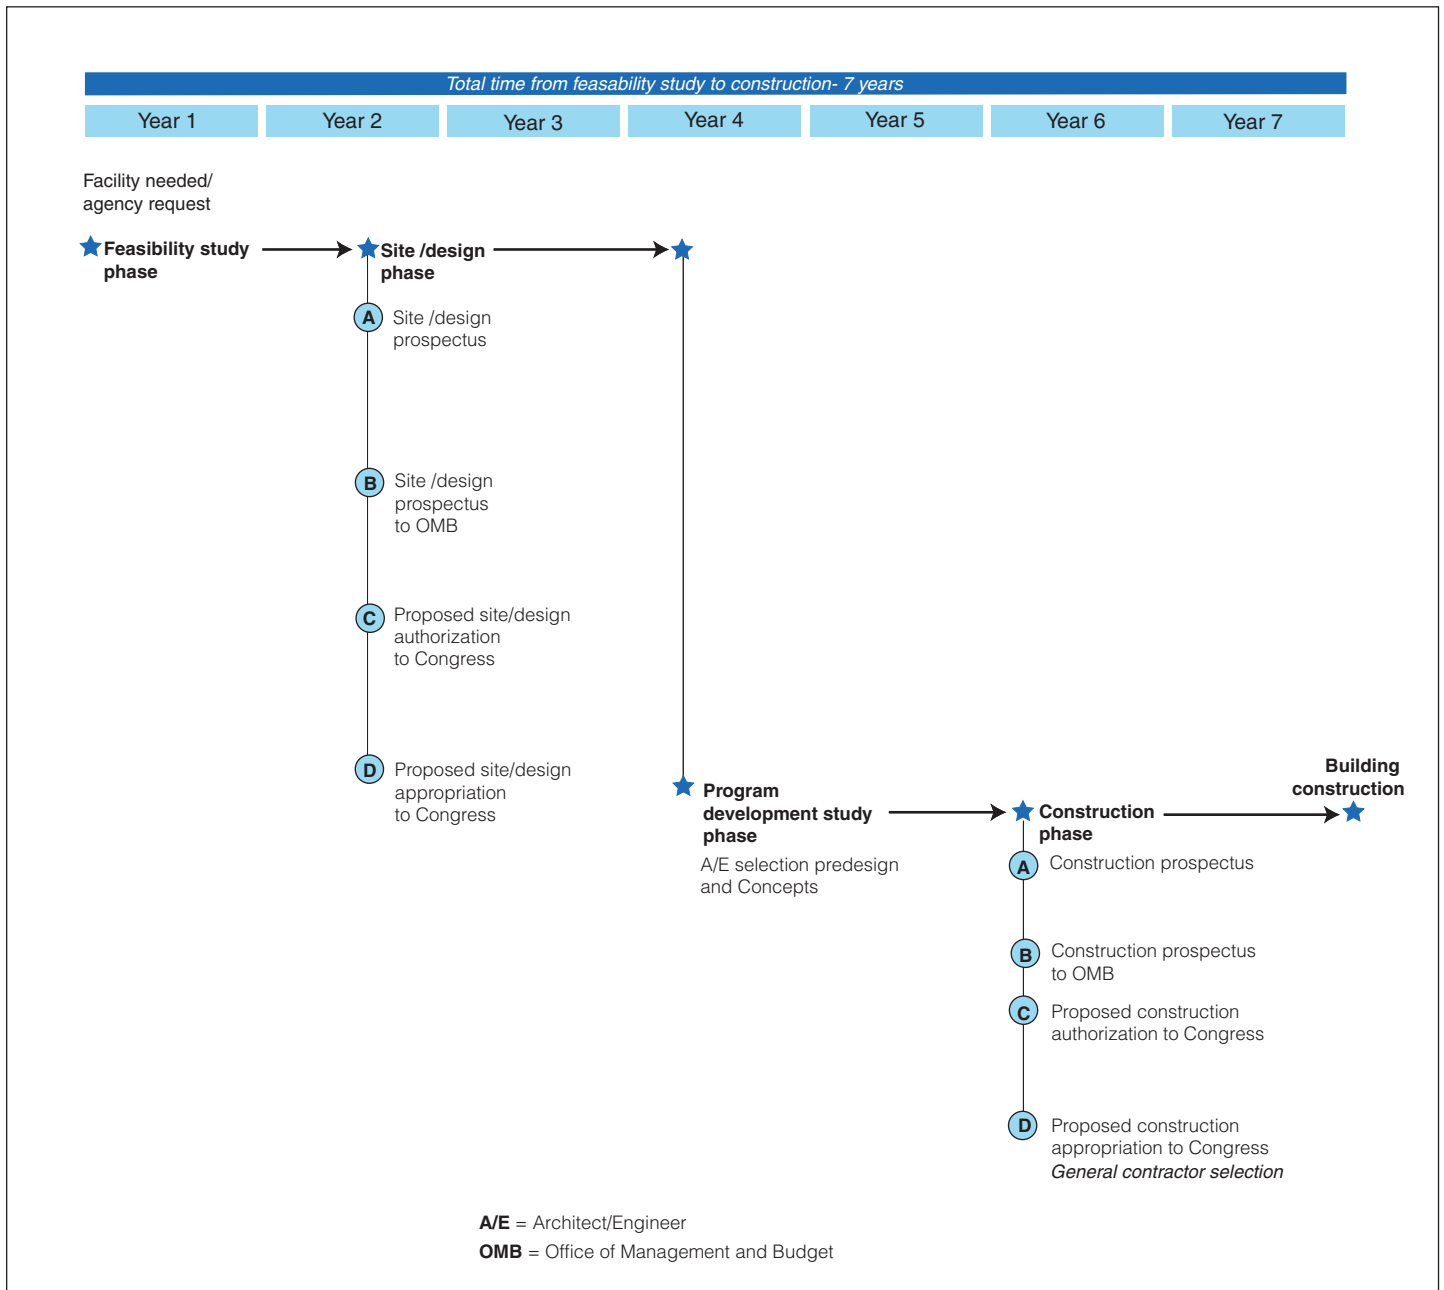 Total time from feasability study to construction- 7 years
Year 1
Year 2
Year 3
Year 4
Year 5
Year 6
Year 7
Facility needed/
agency request
Feasibility study
phase
Site /design
phase
A
Site /design
prospectus
B
Site /design
prospectus
to OMB
C
Proposed site/design
authorization
to Congress
D
Proposed site/design
appropriation
to Congress
Program
development study
phase
A/E selection predesign
and Concepts
Construction
phase
A
Construction prospectus
B
Construction prospectus
to OMB
C
Proposed construction
authorization to Congress
D
Proposed construction
appropriation to Congress
General contractor selection
Building
construction
A/E = Architect/Engineer
OMB = Office of Management and Budget